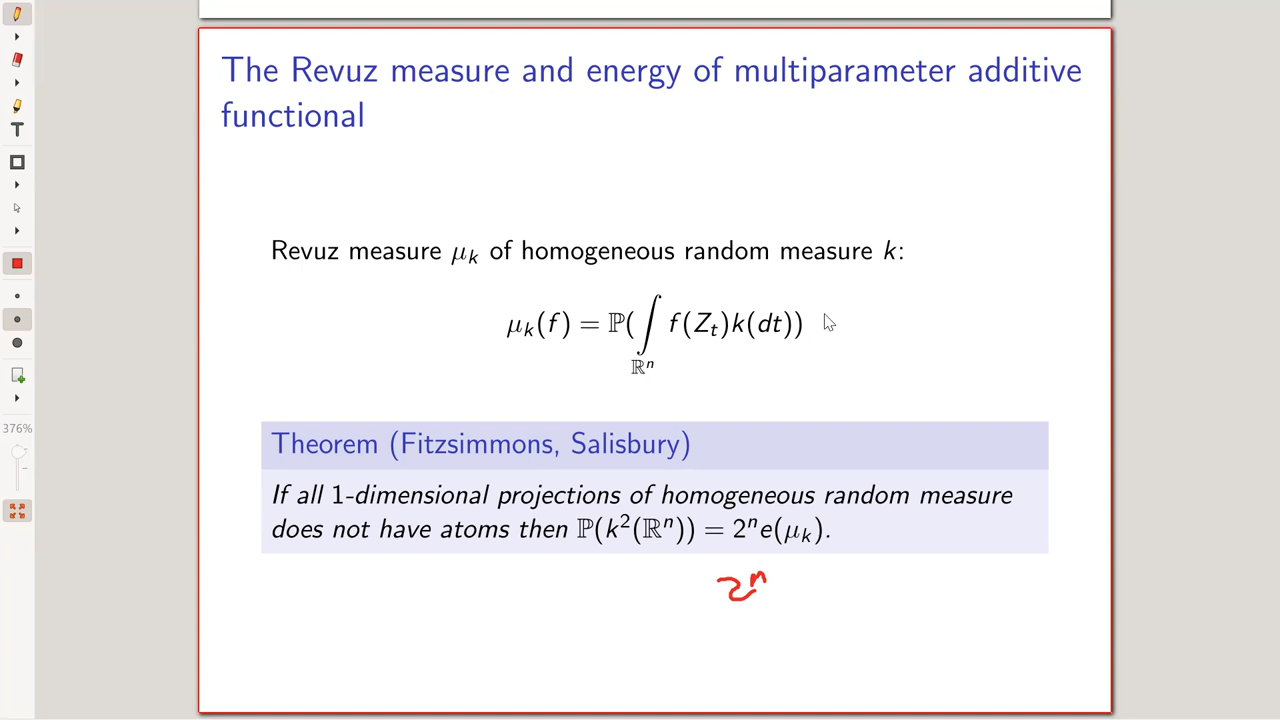 The Revuz measure and energy of multiparameter additive
functional
Revuz measure μ_k of homogeneous random measure k:
μ_k(f) = ℙ(∫_{ℝ^n} f(Z_t)k(dt))
Theorem (Fitzsimmons, Salisbury)
If all 1-dimensional projections of homogeneous random measure
does not have atoms then ℙ(k²(ℝ^n)) = 2^n e(μ_k).
2^n
T
376%